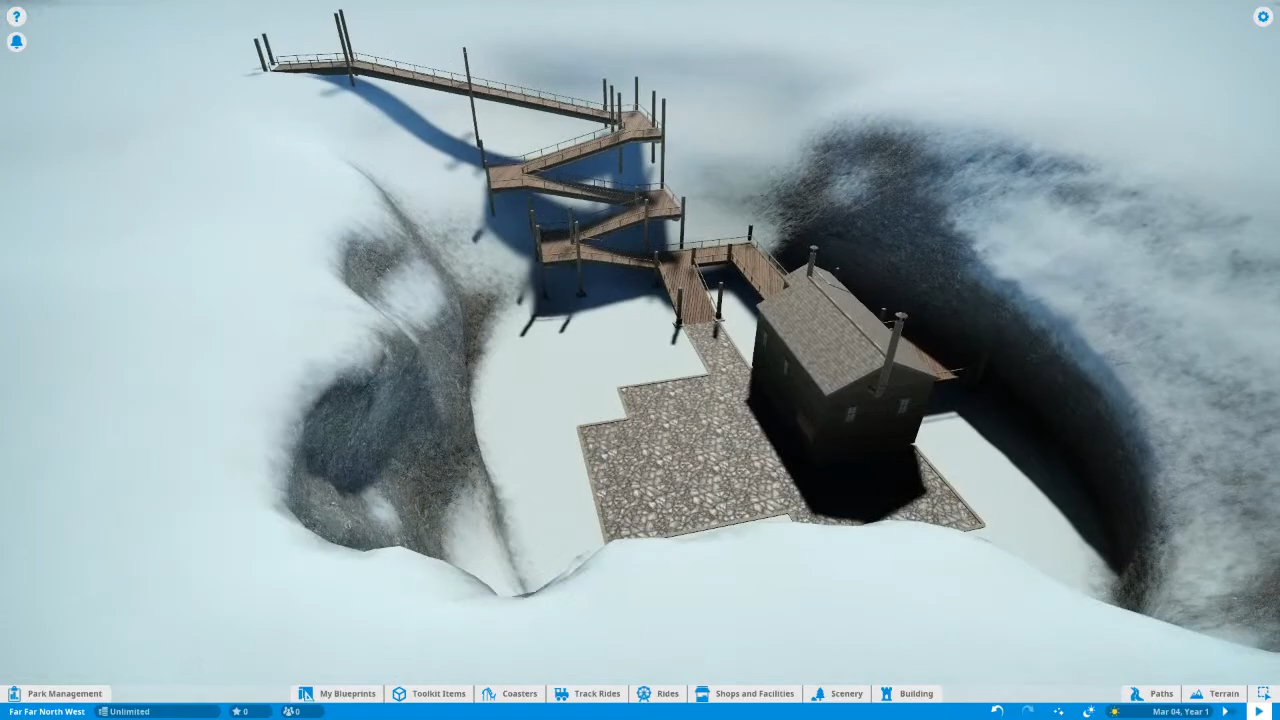 ?
Park Management
My Blueprints
Toolkit Items
Coasters
Track Rides
Rides
Shops and Facilities
Scenery
Building
Paths
Terrain
Far Far North West
Unlimited
0
0
Mar 04, Year 1